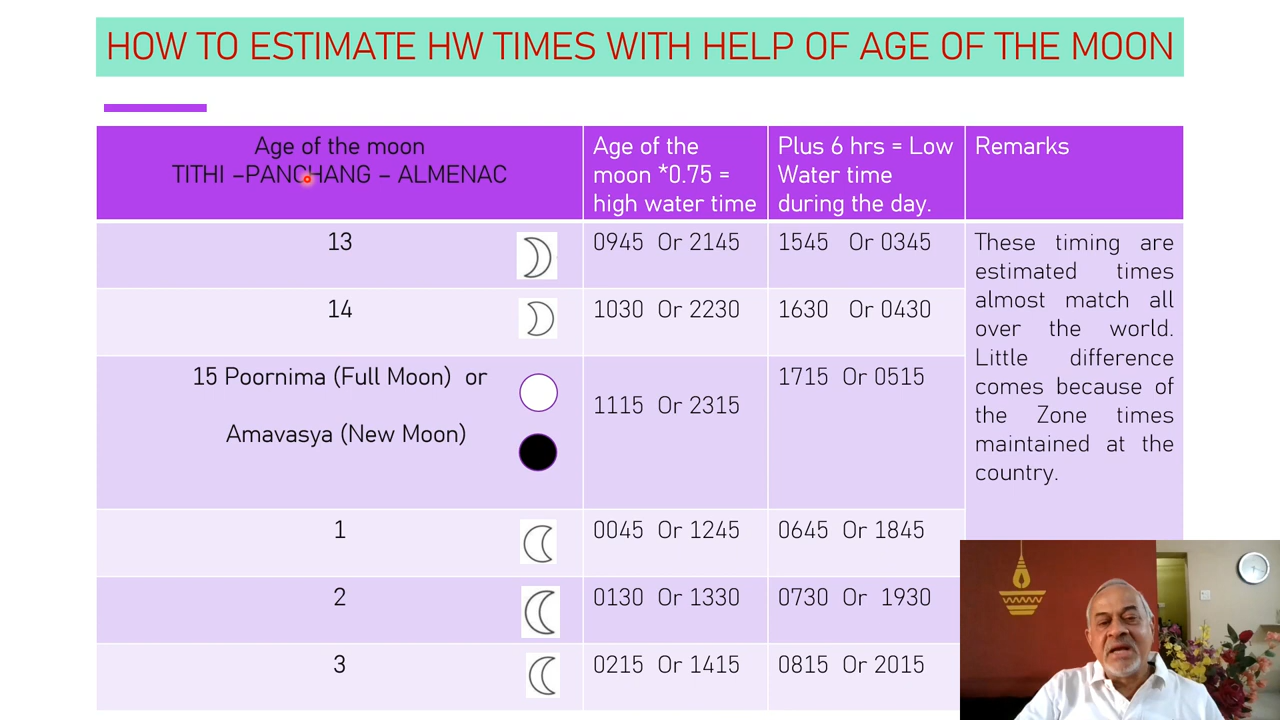 HOW TO ESTIMATE HW TIMES WITH HELP OF AGE OF THE MOON
Age of the moon
TITHI –PANCHANG – ALMENAC
Age of the
moon *0.75 =
high water time
Plus 6 hrs = Low
Water time
during the day.
Remarks
13
0945 Or 2145
1545 Or 0345
These timing are
estimated times
almost match all
over the world.
Little difference
comes because of
the Zone times
maintained at the
country.
14
1030 Or 2230
1630 Or 0430
15 Poornima (Full Moon) or
Amavasya (New Moon)
1115 Or 2315
1715 Or 0515
1
0045 Or 1245
0645 Or 1845
2
0130 Or 1330
0730 Or 1930
3
0215 Or 1415
0815 Or 2015